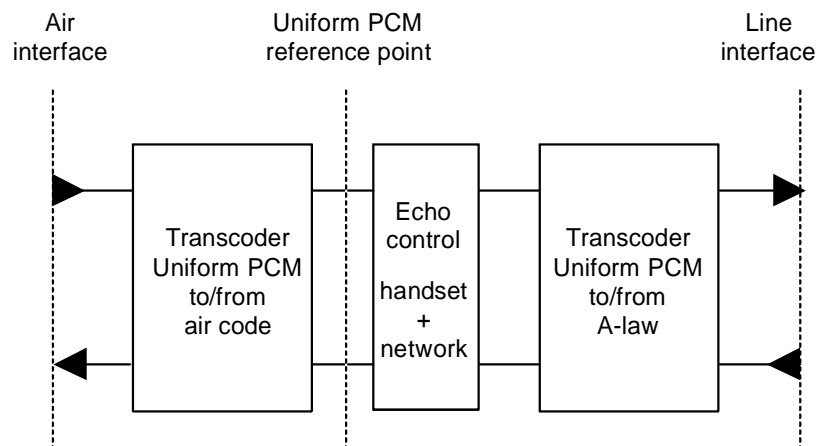 Air
interface
Uniform PCM
reference point
Line
interface
Transcoder
Uniform PCM
to/from
air code
Echo
control
handset
+
network
Transcoder
Uniform PCM
to/from
A-law